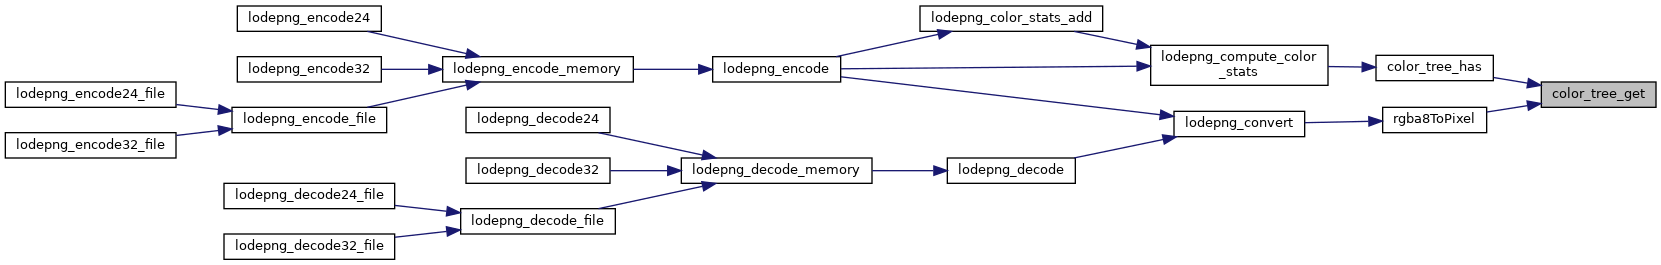 lodepng_encode24
lodepng_encode32
lodepng_encode24_file
lodepng_encode32_file
lodepng_encode_memory
lodepng_encode_file
lodepng_encode
lodepng_color_stats_add
lodepng_compute_color
_stats
color_tree_has
color_tree_get
rgba8ToPixel
lodepng_convert
lodepng_decode
lodepng_decode_memory
lodepng_decode24
lodepng_decode32
lodepng_decode_file
lodepng_decode24_file
lodepng_decode32_file